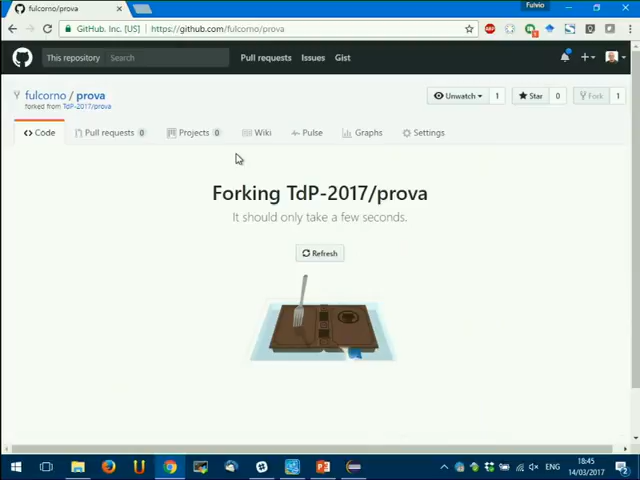 fulcorno/prova
Fulvio
GitHub, Inc. [US] https://github.com/fulcorno/prova
This repository Search Pull requests Issues Gist
fulcorno / prova
forked from TdP-2017/prova
Unwatch 1 Star 0 Fork 1
Code Pull requests 0 Projects 0 Wiki Pulse Graphs Settings
Forking TdP-2017/prova
It should only take a few seconds.
Refresh
ENG
18:45
14/03/2017